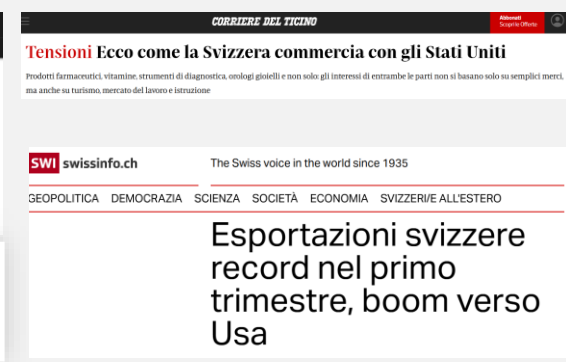 CORRIERE DEL TICINO
Abbonati
Scopri le Offerte
Tensioni Ecco come la Svizzera commercia con gli Stati Uniti
Prodotti farmaceutici, vitamine, strumenti di diagnostica, orologi gioielli e non solo: gli interessi di entrambe le parti non si basano solo su semplici merci,
ma anche su turismo, mercato del lavoro e istruzione
SWI swissinfo.ch
The Swiss voice in the world since 1935
GEOPOLITICA DEMOCRAZIA SCIENZA SOCIETÀ ECONOMIA SVIZZERI/E ALL'ESTERO
Esportazioni svizzere
record nel primo
trimestre, boom verso
Usa